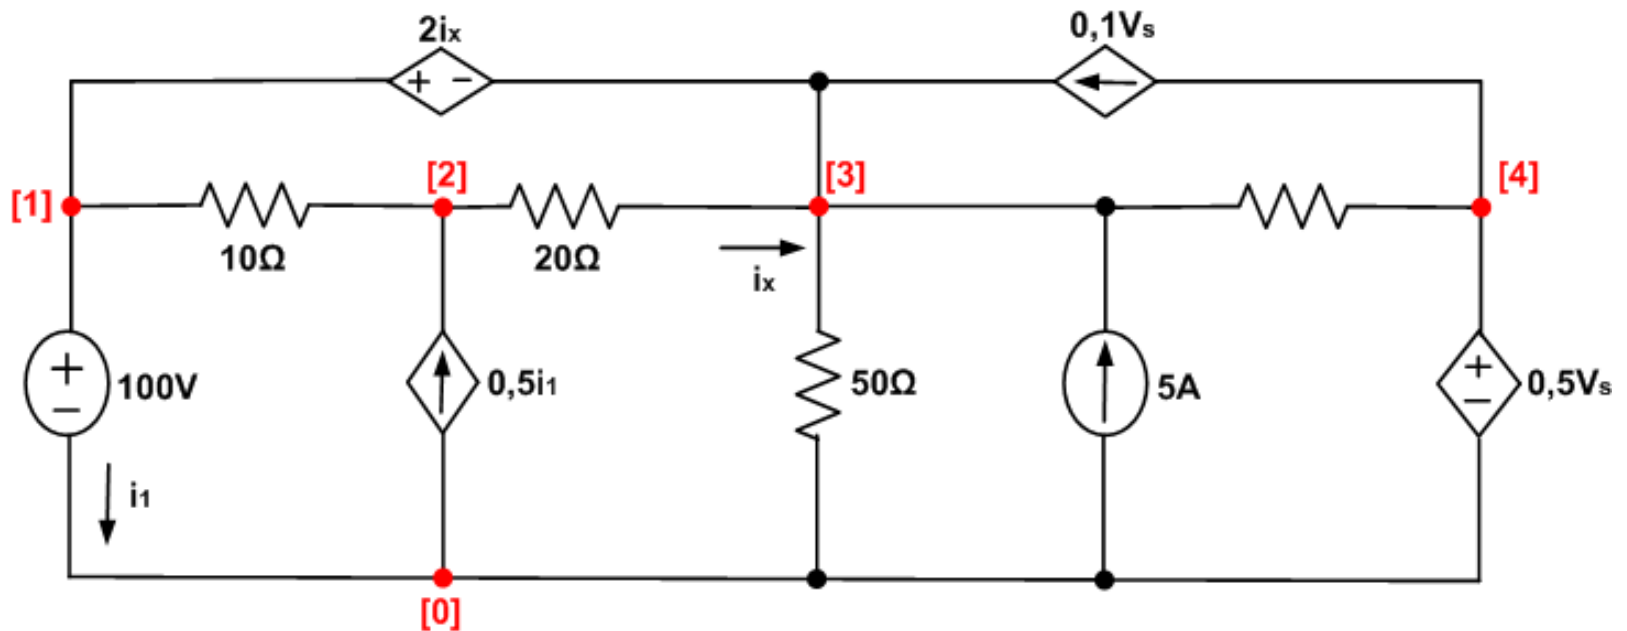 2ix
0,1Vs
+ −
[1]
[2]
[3]
[4]
10Ω
20Ω
ix
+
−
100V
0,5i1
50Ω
5A
+
−
0,5Vs
i1
[0]